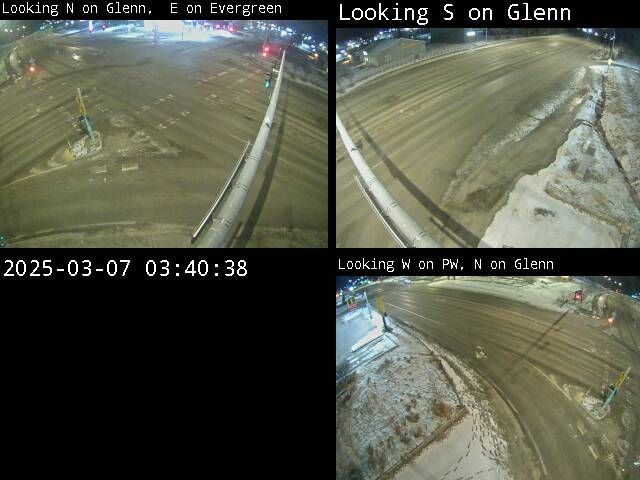 Looking N on Glenn, E on Evergreen
Looking S on Glenn
2025-03-07 03:40:38
Looking W on PW, N on Glenn